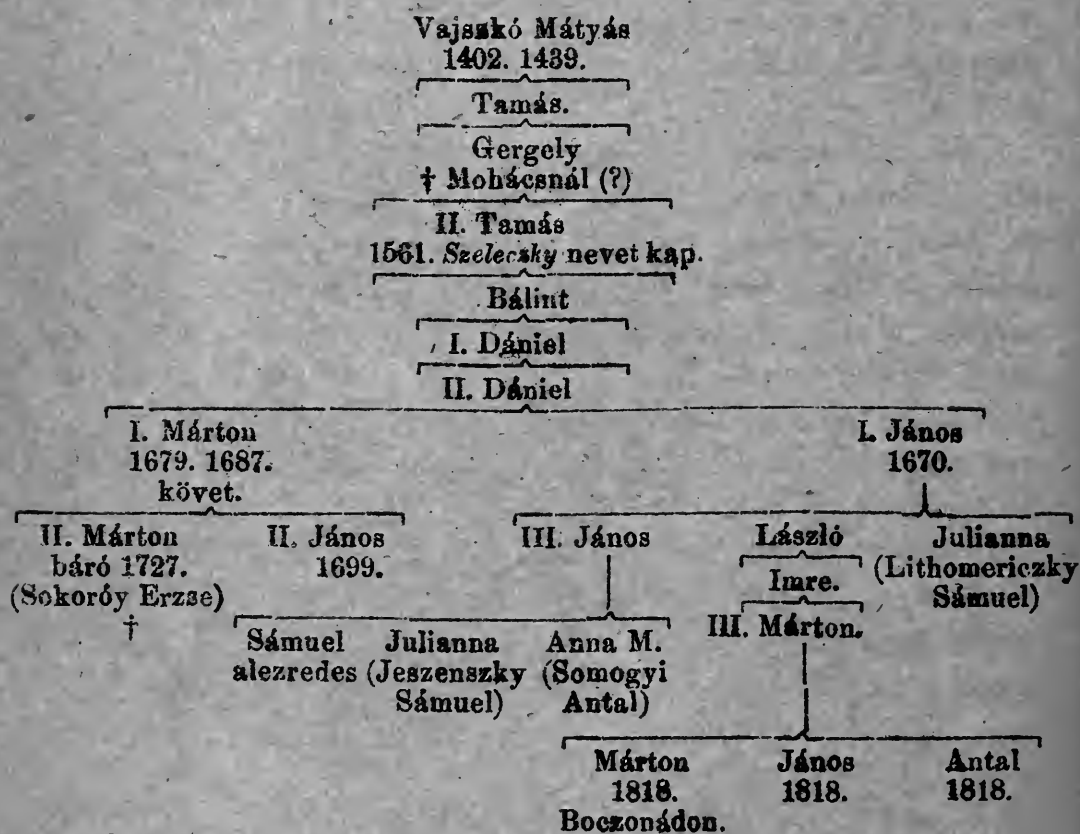 Vajszkó Mátyás
1402. 1439.
Tamás.
Gergely
† Mohácsnál (?)
II. Tamás
1561. Szeleczky nevet kap.
Bálint
I. Dániel
II. Dániel
I. Márton I. János
1679. 1687. 1670.
követ.
II. Márton II. János III. János László Julianna
báró 1727. 1699. (Lithomericzky
(Sokoróy Erzse) Imre. Sámuel)
† III. Márton.
Sámuel Julianna Anna M.
alezredes (Jeszenszky (Somogyi
Sámuel) Antal)
Márton János Antal
1818. 1818. 1818.
Boczonádon.